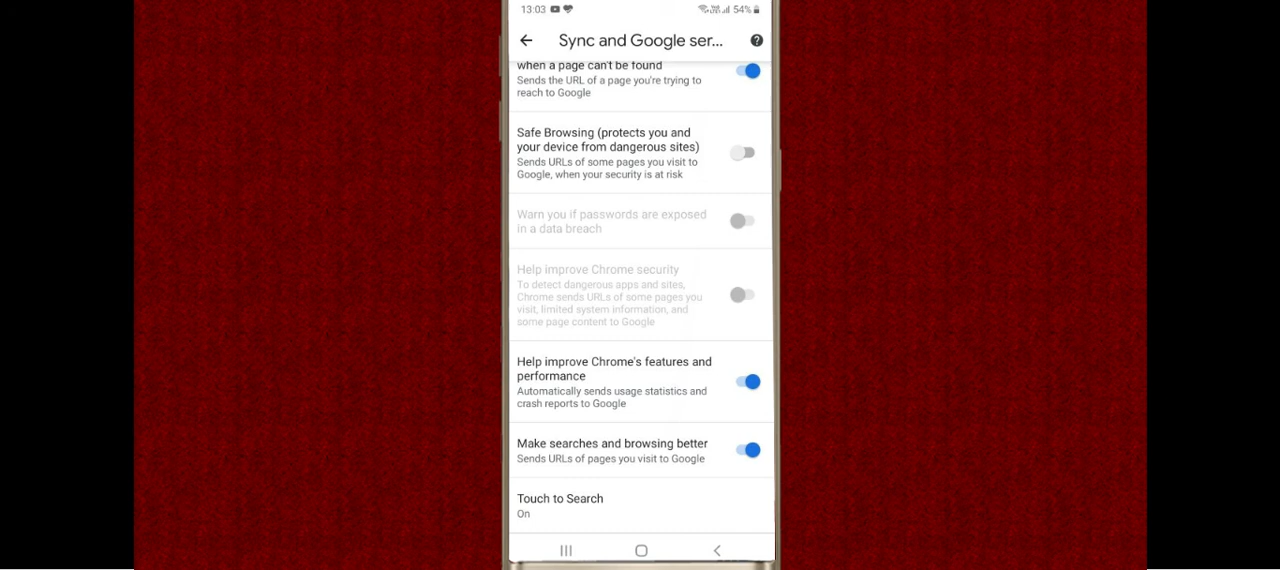 13:03 54%
Sync and Google ser...
when a page can't be found
Sends the URL of a page you're trying to
reach to Google
Safe Browsing (protects you and
your device from dangerous sites)
Sends URLs of some pages you visit to
Google, when your security is at risk
Warn you if passwords are exposed
in a data breach
Help improve Chrome security
To detect dangerous apps and sites,
Chrome sends URLs of some pages you
visit, limited system information, and
some page content to Google
Help improve Chrome's features and
performance
Automatically sends usage statistics and
crash reports to Google
Make searches and browsing better
Sends URLs of pages you visit to Google
Touch to Search
On